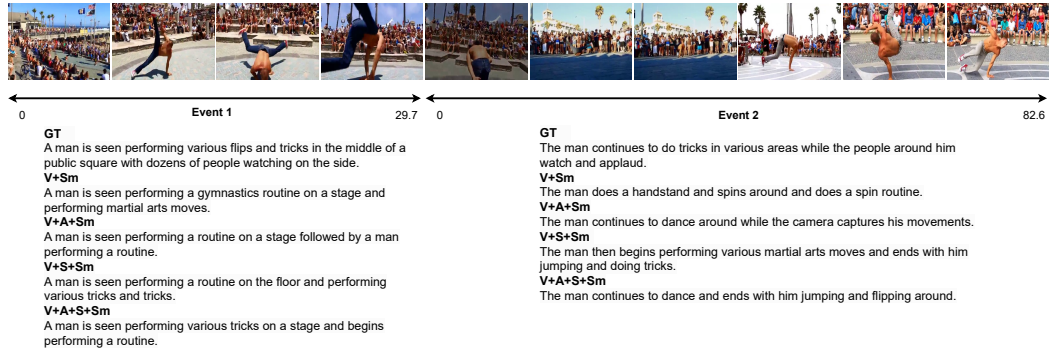 0
Event 1
29.7
0
Event 2
82.6
GT
A man is seen performing various flips and tricks in the middle of a
public square with dozens of people watching on the side.
V+Sm
A man is seen performing a gymnastics routine on a stage and
performing martial arts moves.
V+A+Sm
A man is seen performing a routine on a stage followed by a man
performing a routine.
V+S+Sm
A man is seen performing a routine on the floor and performing
various tricks and tricks.
V+A+S+Sm
A man is seen performing various tricks on a stage and begins
performing a routine.
GT
The man continues to do tricks in various areas while the people around him
watch and applaud.
V+Sm
The man does a handstand and spins around and does a spin routine.
V+A+Sm
The man continues to dance around while the camera captures his movements.
V+S+Sm
The man then begins performing various martial arts moves and ends with him
jumping and doing tricks.
V+A+S+Sm
The man continues to dance and ends with him jumping and flipping around.